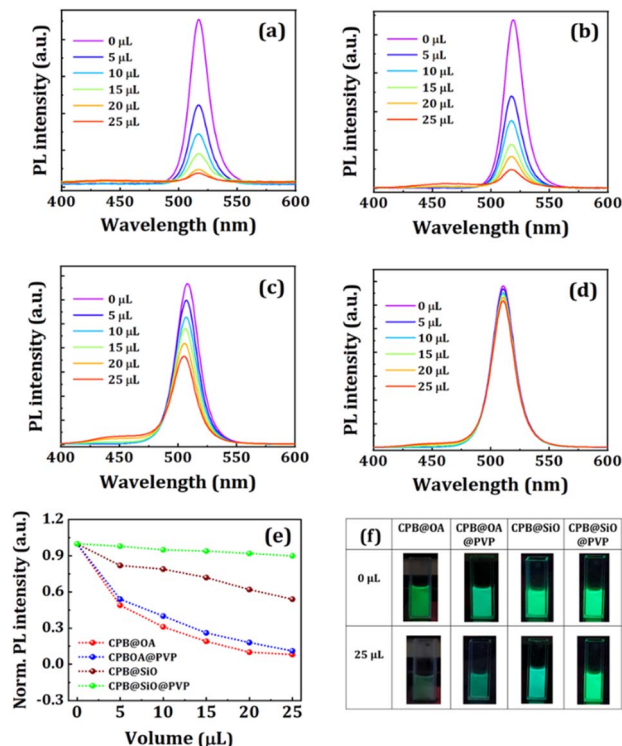 (a)
0 μL
5 μL
10 μL
15 μL
20 μL
25 μL
PL intensity (a.u.)
400 450 500 550 600
Wavelength (nm)
(b)
0 μL
5 μL
10 μL
15 μL
20 μL
25 μL
PL intensity (a.u.)
400 450 500 550 600
Wavelength (nm)
(c)
0 μL
5 μL
10 μL
15 μL
20 μL
25 μL
PL intensity (a.u.)
400 450 500 550 600
Wavelength (nm)
(d)
0 μL
5 μL
10 μL
15 μL
20 μL
25 μL
PL intensity (a.u.)
400 450 500 550 600
Wavelength (nm)
(e)
Norm. PL intensity (a.u.)
1.2
0.9
0.6
0.3
0.0
-0.3
CPB@OA
CPBOA@PVP
CPB@SiO
CPB@SiO@PVP
0 5 10 15 20 25
Volume (μL)
(f)
CPB@OA
CPB@OA
@PVP
CPB@SiO
CPB@SiO
@PVP
0 μL
25 μL